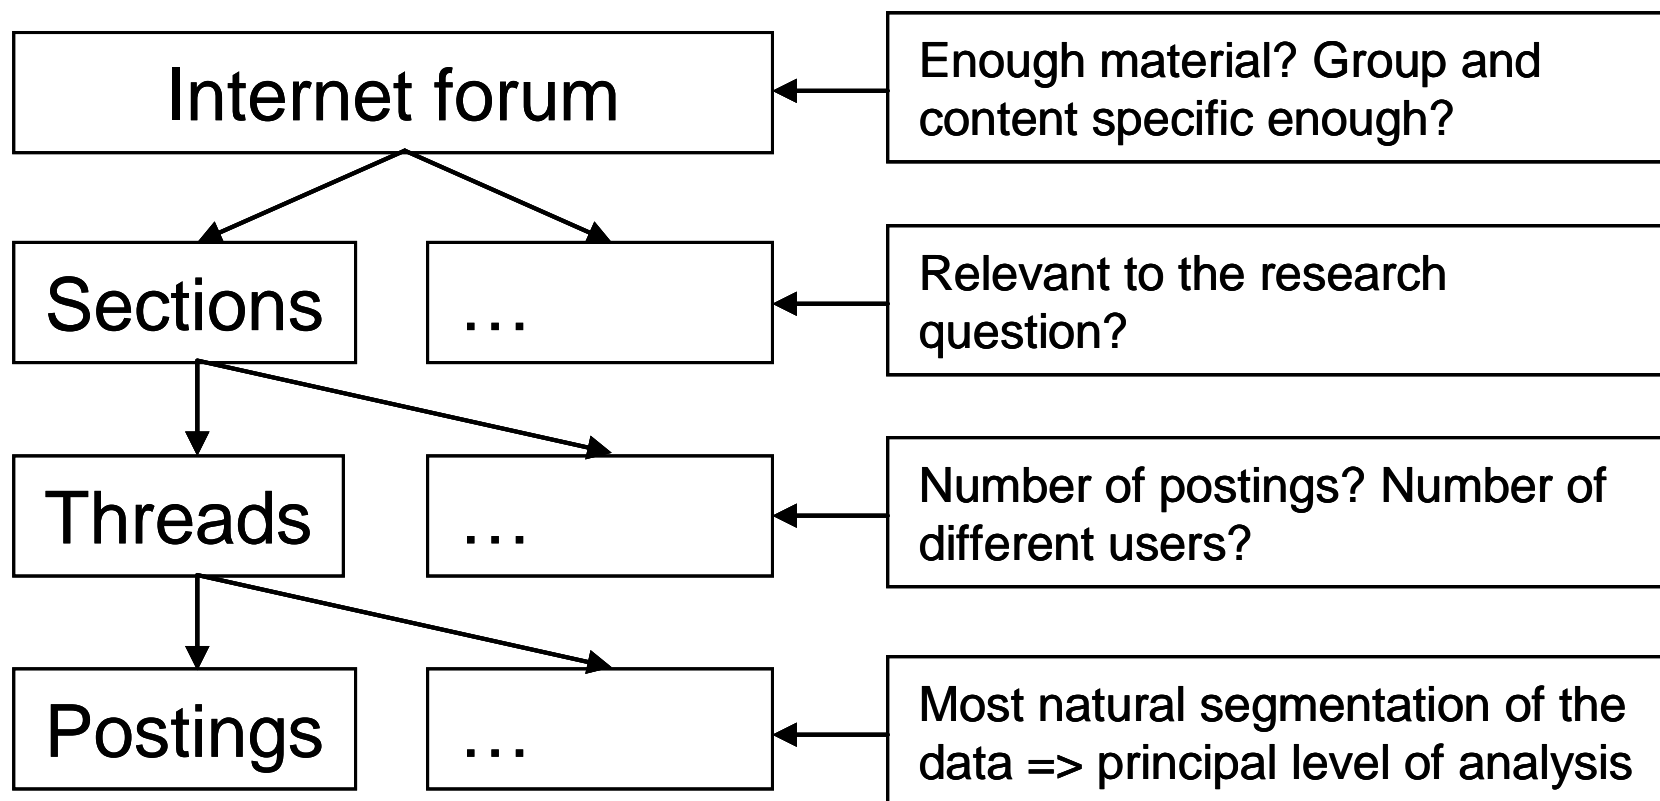 Internet forum
Enough material? Group and
content specific enough?
Sections
…
Relevant to the research
question?
Threads
…
Number of postings? Number of
different users?
Postings
…
Most natural segmentation of the
data => principal level of analysis